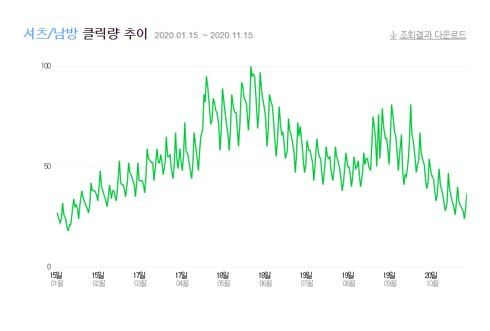 셔츠/남방 클릭량 추이 2020.01.15. ~ 2020.11.15.
조회결과 다운로드
100
50
0
15일 15일 17일 17일 18일 18일 19일 19일 19일 20일
01월 02월 03월 04월 05월 06월 07월 08월 09월 10월